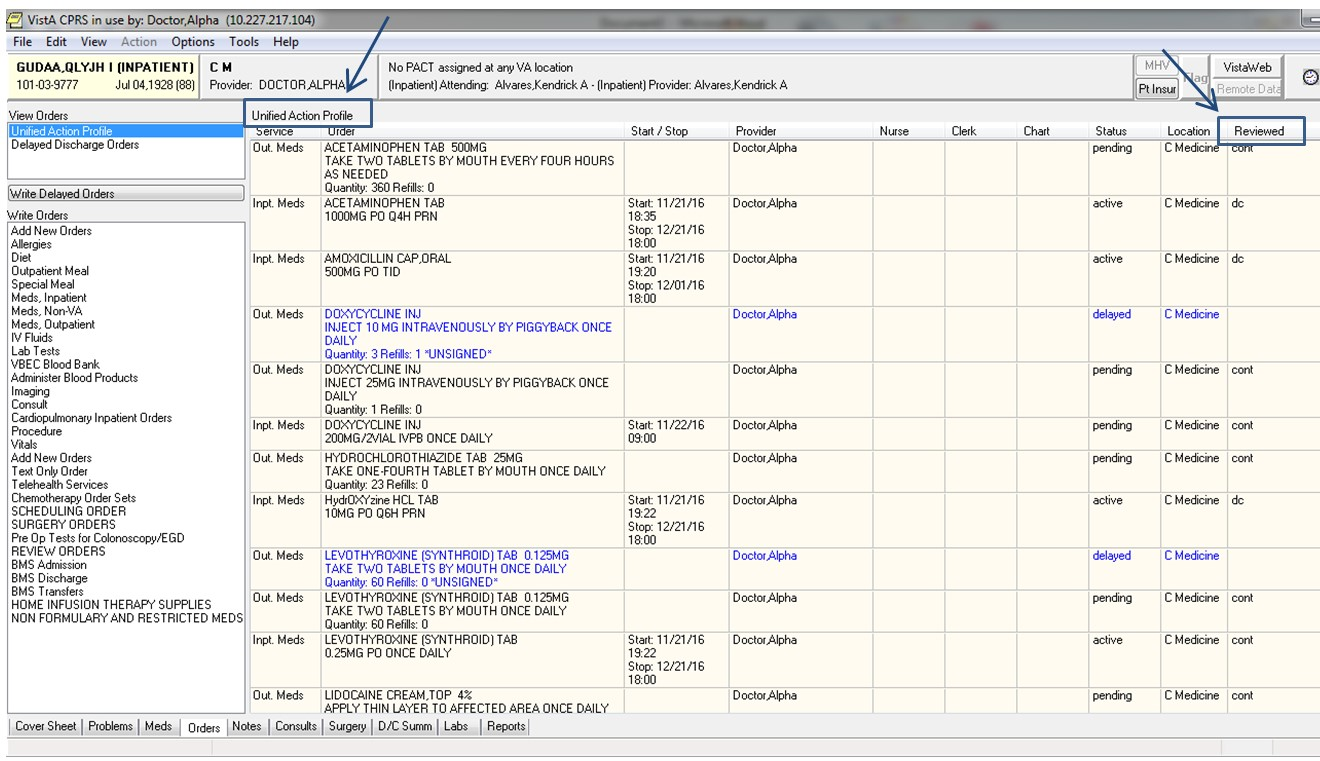 VistA CPRS in use by: Doctor,Alpha (10.227.217.104)
File Edit View Action Options Tools Help
GUDAA,QLYJH I (INPATIENT) C M No PACT assigned at any VA location MHV Flag VistaWeb
101-03-9777 Jul 04,1928 (88) Provider: DOCTOR,ALPHA (Inpatient) Attending: Alvares,Kendrick A - (Inpatient) Provider: Alvares,Kendrick A Pt Insur Remote Data
View Orders
Unified Action Profile
Delayed Discharge Orders
Write Delayed Orders
Write Orders
Add New Orders
Allergies
Diet
Outpatient Meal
Special Meal
Meds, Inpatient
Meds, Non-VA
Meds, Outpatient
IV Fluids
Lab Tests
VBEC Blood Bank
Administer Blood Products
Imaging
Consult
Cardiopulmonary Inpatient Orders
Procedure
Vitals
Add New Orders
Text Only Order
Telehealth Services
Chemotherapy Order Sets
SCHEDULING ORDER
SURGERY ORDERS
Pre Op Tests for Colonoscopy/EGD
REVIEW ORDERS
BMS Admission
BMS Discharge
BMS Transfers
HOME INFUSION THERAPY SUPPLIES
NON FORMULARY AND RESTRICTED MEDS
Unified Action Profile
Service Order Start / Stop Provider Nurse Clerk Chart Status Location Reviewed
Out. Meds ACETAMINOPHEN TAB 500MG Doctor,Alpha pending C Medicine cont
TAKE TWO TABLETS BY MOUTH EVERY FOUR HOURS
AS NEEDED
Quantity: 360 Refills: 0
Inpt. Meds ACETAMINOPHEN TAB Start: 11/21/16 Doctor,Alpha active C Medicine dc
1000MG PO Q4H PRN 18:35
Stop: 12/21/16
18:00
Inpt. Meds AMOXICILLIN CAP,ORAL Start: 11/21/16 Doctor,Alpha active C Medicine dc
500MG PO TID 19:20
Stop: 12/01/16
18:00
Out. Meds DOXYCYCLINE INJ Doctor,Alpha delayed C Medicine
INJECT 10 MG INTRAVENOUSLY BY PIGGYBACK ONCE
DAILY
Quantity: 3 Refills: 1 *UNSIGNED*
Out. Meds DOXYCYCLINE INJ Doctor,Alpha pending C Medicine cont
INJECT 25MG INTRAVENOUSLY BY PIGGYBACK ONCE
DAILY
Quantity: 1 Refills: 0
Inpt. Meds DOXYCYCLINE INJ Start: 11/22/16 Doctor,Alpha pending C Medicine cont
200MG/2VIAL IVPB ONCE DAILY 09:00
Out. Meds HYDROCHLOROTHIAZIDE TAB 25MG Doctor,Alpha pending C Medicine cont
TAKE ONE-FOURTH TABLET BY MOUTH ONCE DAILY
Quantity: 23 Refills: 0
Inpt. Meds HydrOXYzine HCL TAB Start: 11/21/16 Doctor,Alpha active C Medicine dc
10MG PO Q6H PRN 19:22
Stop: 12/21/16
18:00
Out. Meds LEVOTHYROXINE (SYNTHROID) TAB 0.125MG Doctor,Alpha delayed C Medicine
TAKE TWO TABLETS BY MOUTH ONCE DAILY
Quantity: 60 Refills: 0 *UNSIGNED*
Out. Meds LEVOTHYROXINE (SYNTHROID) TAB 0.125MG Doctor,Alpha pending C Medicine cont
TAKE TWO TABLETS BY MOUTH ONCE DAILY
Quantity: 60 Refills: 0
Inpt. Meds LEVOTHYROXINE (SYNTHROID) TAB Start: 11/21/16 Doctor,Alpha active C Medicine cont
0.25MG PO ONCE DAILY 19:22
Stop: 12/21/16
18:00
Out. Meds LIDOCAINE CREAM,TOP 4% Doctor,Alpha pending C Medicine cont
APPLY THIN LAYER TO AFFECTED AREA ONCE DAILY
Cover Sheet Problems Meds Orders Notes Consults Surgery D/C Summ Labs Reports